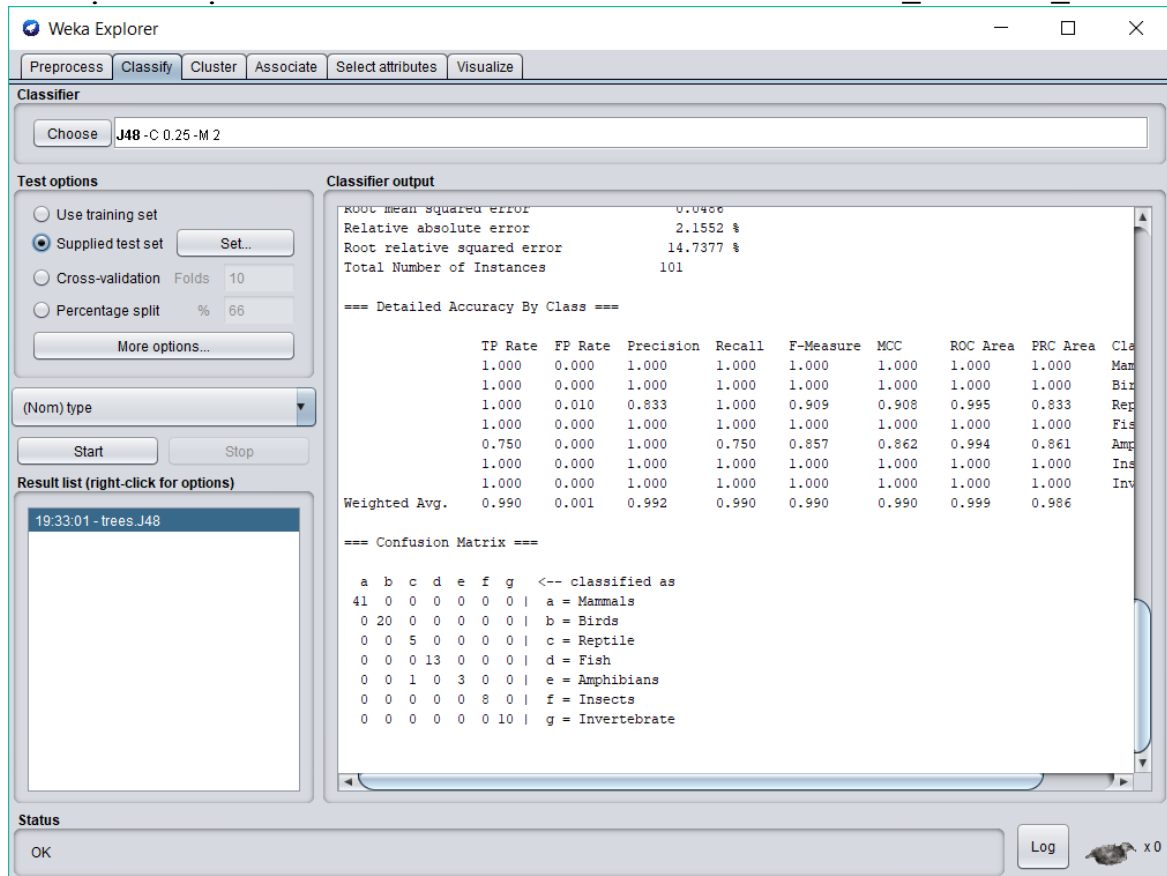 Weka Explorer
Preprocess Classify Cluster Associate Select attributes Visualize
Classifier
Choose J48 -C 0.25 -M 2
Test options
Use training set
Supplied test set Set...
Cross-validation Folds 10
Percentage split % 66
More options...
(Nom) type
Start Stop
Result list (right-click for options)
19:33:01 - trees.J48
Classifier output
Root mean squared error 0.0486
Relative absolute error 2.1552 %
Root relative squared error 14.7377 %
Total Number of Instances 101
=== Detailed Accuracy By Class ===
TP Rate FP Rate Precision Recall F-Measure MCC ROC Area PRC Area Cla
1.000 0.000 1.000 1.000 1.000 1.000 1.000 1.000 Mam
1.000 0.000 1.000 1.000 1.000 1.000 1.000 1.000 Bir
1.000 0.010 0.833 1.000 0.909 0.908 0.995 0.833 Rep
1.000 0.000 1.000 1.000 1.000 1.000 1.000 1.000 Fis
0.750 0.000 1.000 0.750 0.857 0.862 0.994 0.861 Amp
1.000 0.000 1.000 1.000 1.000 1.000 1.000 1.000 Ins
1.000 0.000 1.000 1.000 1.000 1.000 1.000 1.000 Inv
Weighted Avg. 0.990 0.001 0.992 0.990 0.990 0.990 0.999 0.986
=== Confusion Matrix ===
a b c d e f g <-- classified as
41 0 0 0 0 0 0 | a = Mammals
0 20 0 0 0 0 0 | b = Birds
0 0 5 0 0 0 0 | c = Reptile
0 0 0 13 0 0 0 | d = Fish
0 0 1 0 3 0 0 | e = Amphibians
0 0 0 0 0 8 0 | f = Insects
0 0 0 0 0 0 10 | g = Invertebrate
Status
OK
Log x 0